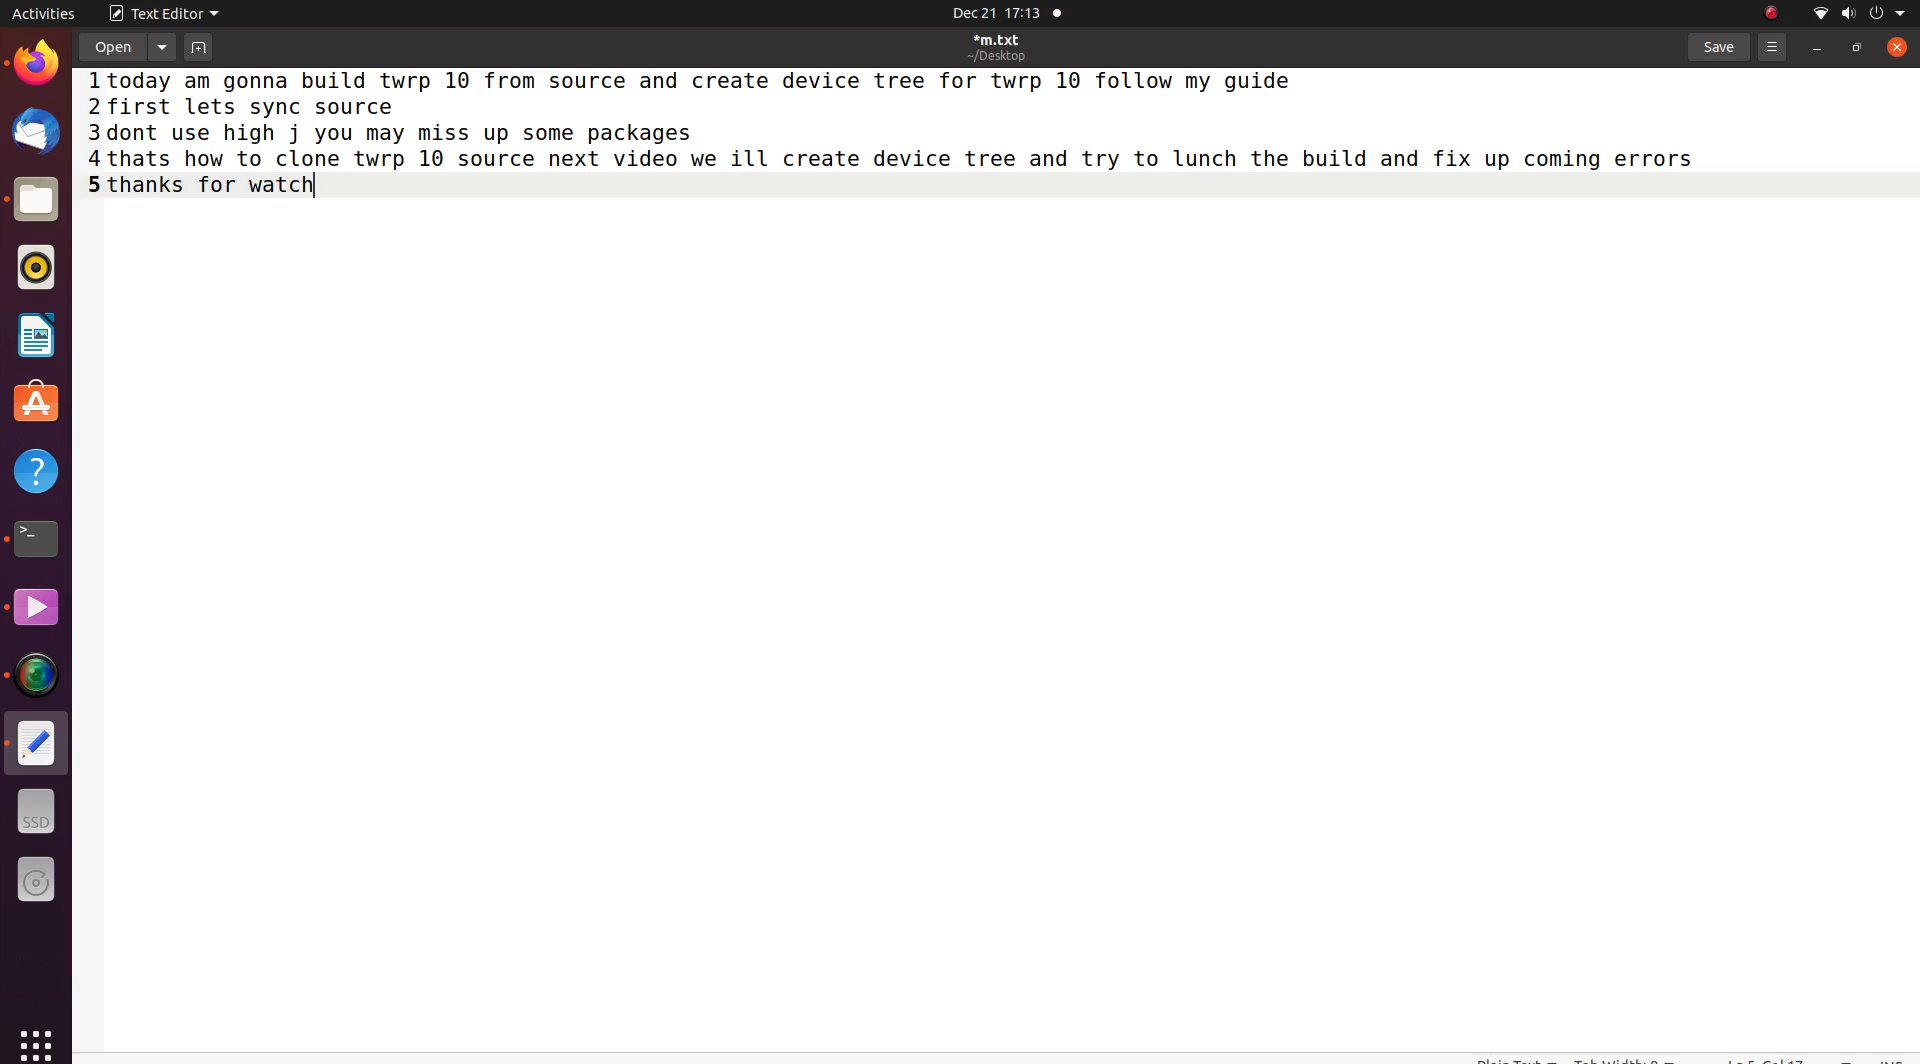 Activities Text Editor Dec 21 17:13
Open *m.txt Save
~/Desktop
1 today am gonna build twrp 10 from source and create device tree for twrp 10 follow my guide
2 first lets sync source
3 dont use high j you may miss up some packages
4 thats how to clone twrp 10 source next video we ill create device tree and try to lunch the build and fix up coming errors
5 thanks for watch
SSD